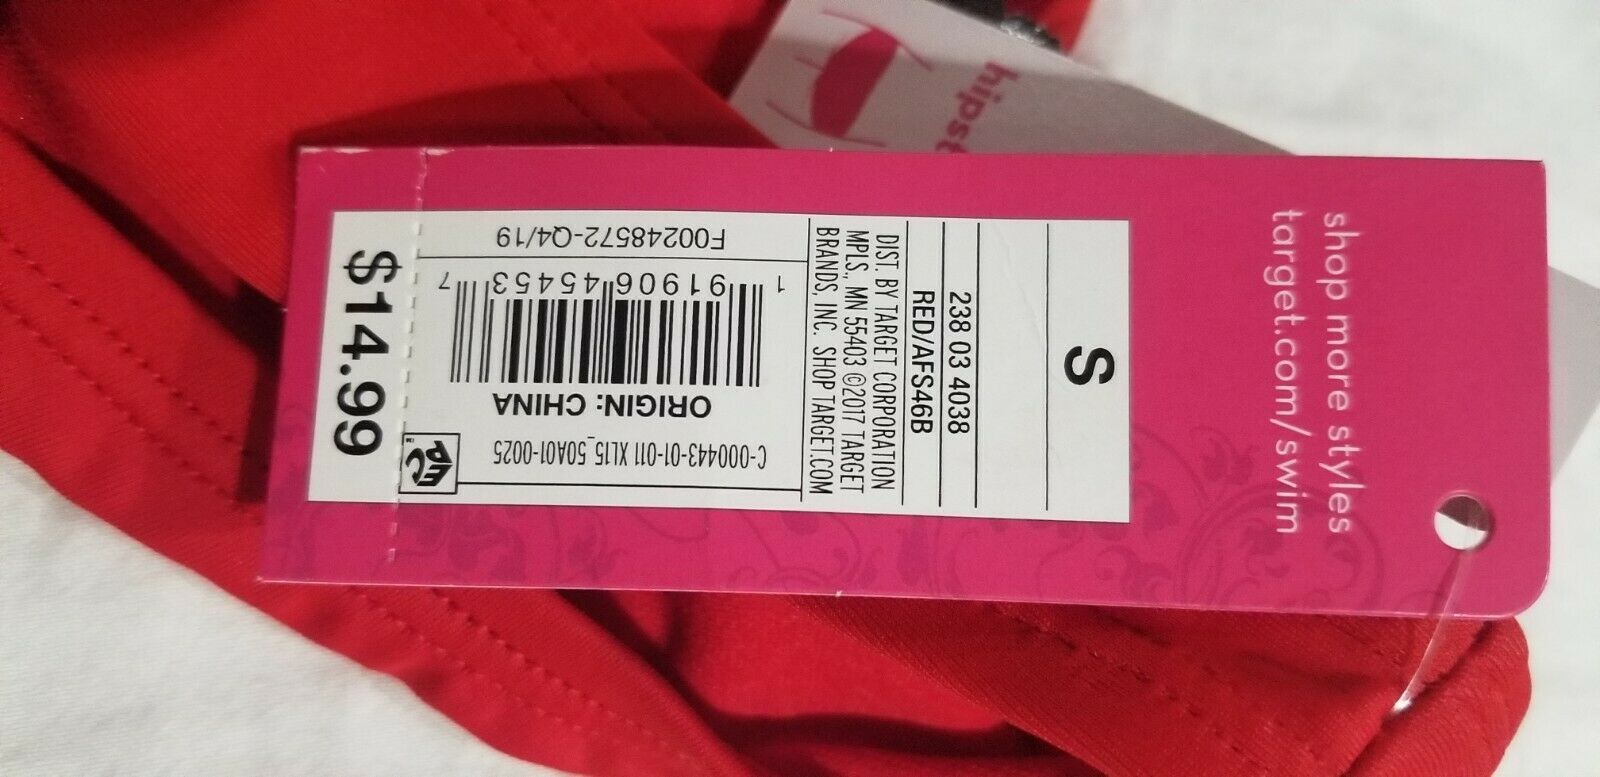 hipst
shop more styles
target.com/swim
S
238 03 4038
RED/AFS46B
DIST. BY TARGET CORPORATION
MPLS., MN 55403 ©2017 TARGET
BRANDS, INC. SHOP TARGET.COM
C-000443-01-011 XL15_50A01-0025
ORIGIN: CHINA
1 91906 45453 7
F00248572-Q4/19
EPC
$14.99